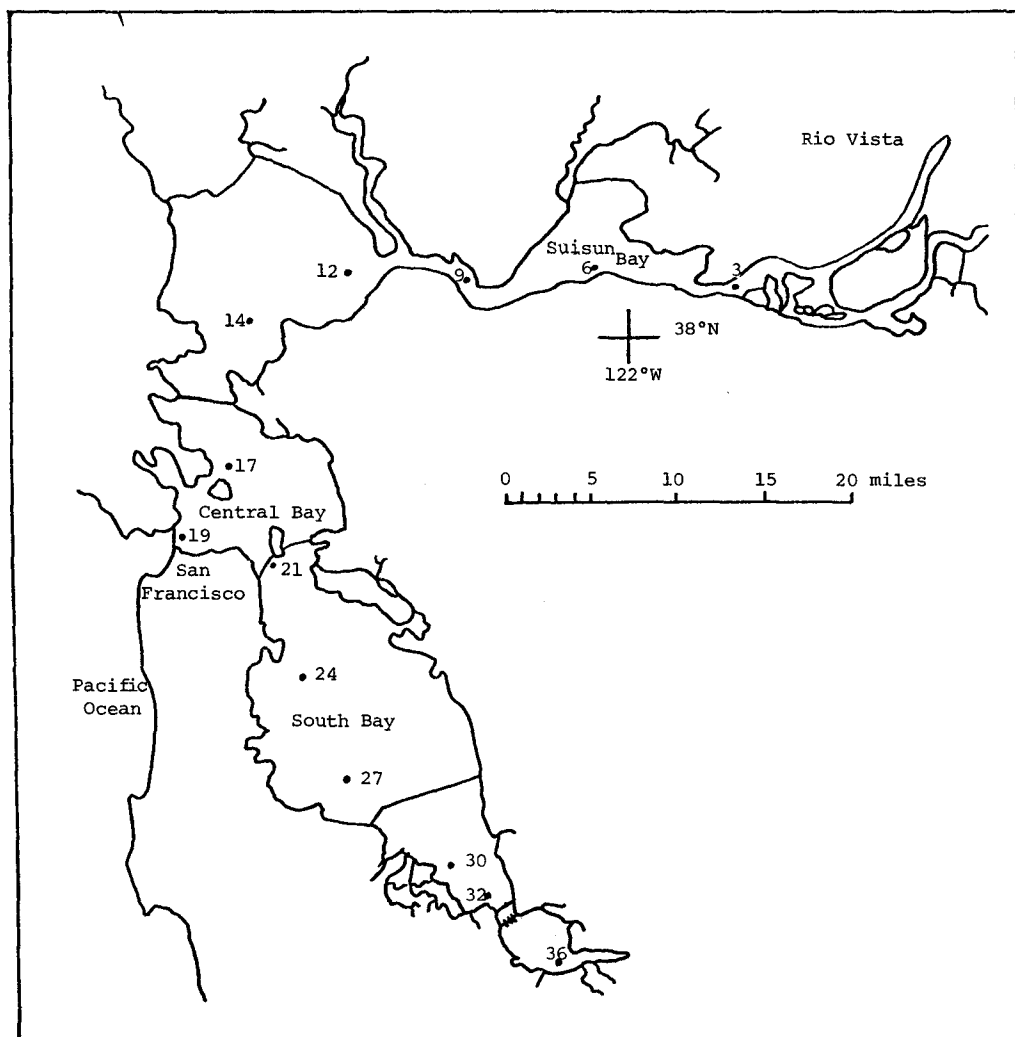 Rio Vista
12
9
Suisun Bay
6
3
14
38°N
122°W
17
0 5 10 15 20 miles
Central Bay
19
21
San
Francisco
24
Pacific
Ocean
South Bay
27
30
32
36